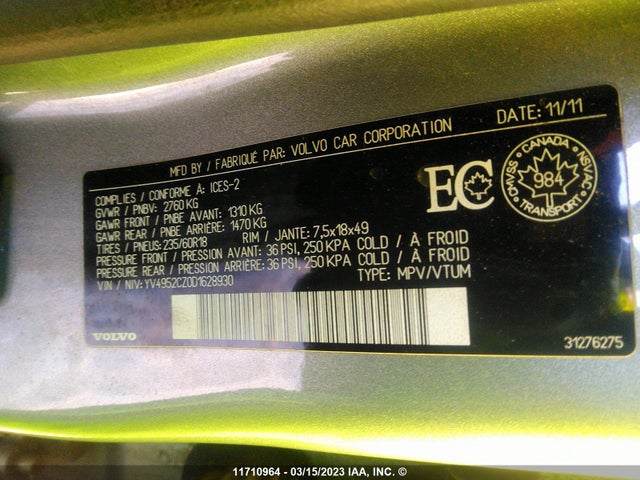 DATE: 11/11
MFD BY / FABRIQUÉ PAR: VOLVO CAR CORPORATION
COMPLIES / CONFORME À: ICES-2
GVWR / PNBV: 2760 KG
GAWR FRONT / PNBE AVANT: 1310 KG
GAWR REAR / PNBE ARRIÈRE: 1470 KG
TIRES / PNEUS: 235/60R18 RIM / JANTE: 7,5x18x49
PRESSURE FRONT / PRESSION AVANT: 36 PSI, 250 KPA COLD / À FROID
PRESSURE REAR / PRESSION ARRIÈRE: 36 PSI, 250 KPA COLD / À FROID
VIN / NIV: YV4952CZ0D1628930 TYPE: MPV/VTUM
EC
CANADA
CMVSS 984 NSVAC
TRANSPORT
VOLVO 31276275
11710964 - 03/15/2023 IAA, INC. ©